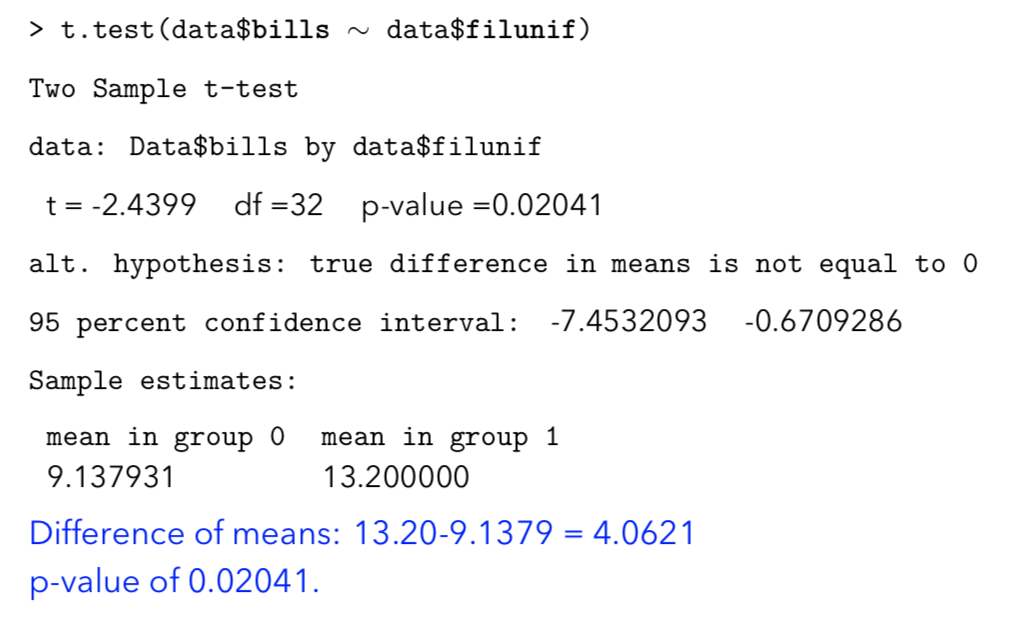 > t.test(data$bills ~ data$filunif)
Two Sample t-test
data: Data$bills by data$filunif
t = -2.4399 df =32 p-value =0.02041
alt. hypothesis: true difference in means is not equal to 0
95 percent confidence interval: -7.4532093 -0.6709286
Sample estimates:
mean in group 0 mean in group 1
9.137931 13.200000
Difference of means: 13.20-9.1379 = 4.0621
p-value of 0.02041.